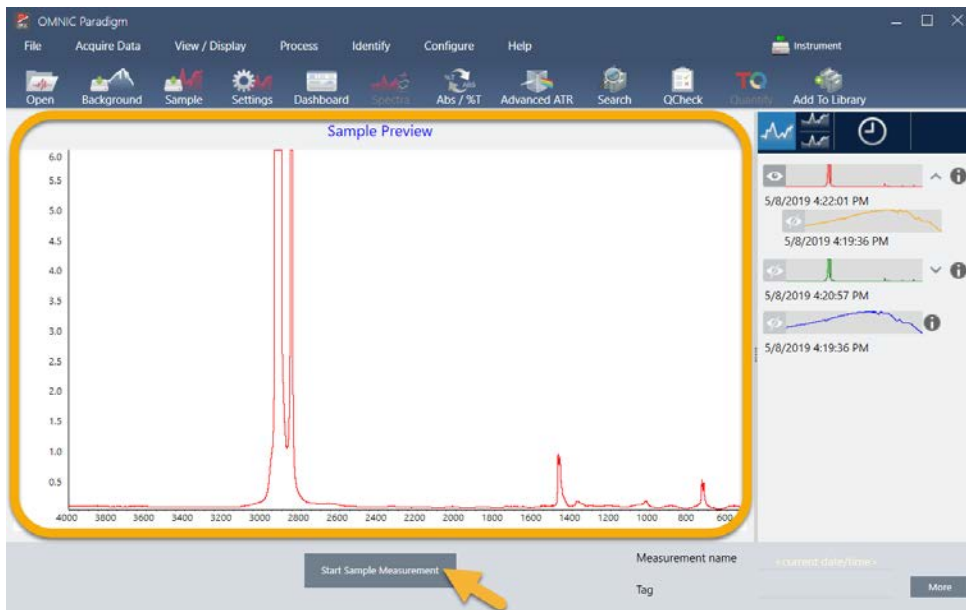 OMNIC Paradigm
File Acquire Data View / Display Process Identify Configure Help Instrument
Open Background Sample Settings Dashboard Spectra Abs / %T Advanced ATR Search QCheck Quantify Add To Library
Sample Preview
6.0
5.5
5.0
4.5
4.0
3.5
3.0
2.5
2.0
1.5
1.0
0.5
4000 3800 3600 3400 3200 3000 2800 2600 2400 2200 2000 1800 1600 1400 1200 1000 800 600
5/8/2019 4:22:01 PM
5/8/2019 4:19:36 PM
5/8/2019 4:20:57 PM
5/8/2019 4:19:36 PM
Start Sample Measurement
Measurement name <current date/time>
Tag
More